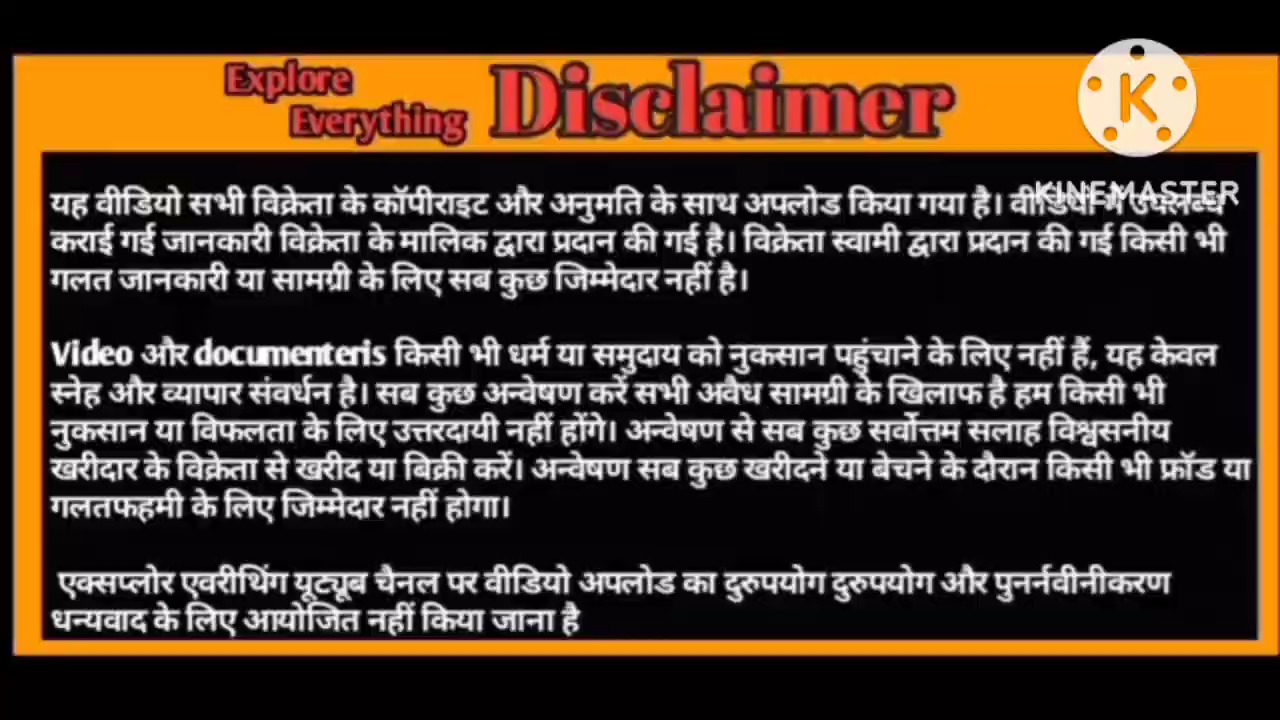 Explore
Everything
Disclaimer
KINEMASTER
यह वीडियो सभी विक्रेता के कॉपीराइट और अनुमति के साथ अपलोड किया गया है। वीडियो में उपलब्ध
कराई गई जानकारी विक्रेता के मालिक द्वारा प्रदान की गई है। विक्रेता स्वामी द्वारा प्रदान की गई किसी भी
गलत जानकारी या सामग्री के लिए सब कुछ जिम्मेदार नहीं है।
Video और documenteris किसी भी धर्म या समुदाय को नुकसान पहुंचाने के लिए नहीं हैं, यह केवल
स्नेह और व्यापार संवर्धन है। सब कुछ अन्वेषण करें सभी अवैध सामग्री के खिलाफ है हम किसी भी
नुकसान या विफलता के लिए उत्तरदायी नहीं होंगे। अन्वेषण से सब कुछ सर्वोत्तम सलाह विश्वसनीय
खरीदार के विक्रेता से खरीद या बिक्री करें। अन्वेषण सब कुछ खरीदने या बेचने के दौरान किसी भी फ्रॉड या
गलतफहमी के लिए जिम्मेदार नहीं होगा।
एक्सप्लोर एवरीथिंग यूट्यूब चैनल पर वीडियो अपलोड का दुरुपयोग दुरुपयोग और पुनर्नवीनीकरण
धन्यवाद के लिए आयोजित नहीं किया जाना है